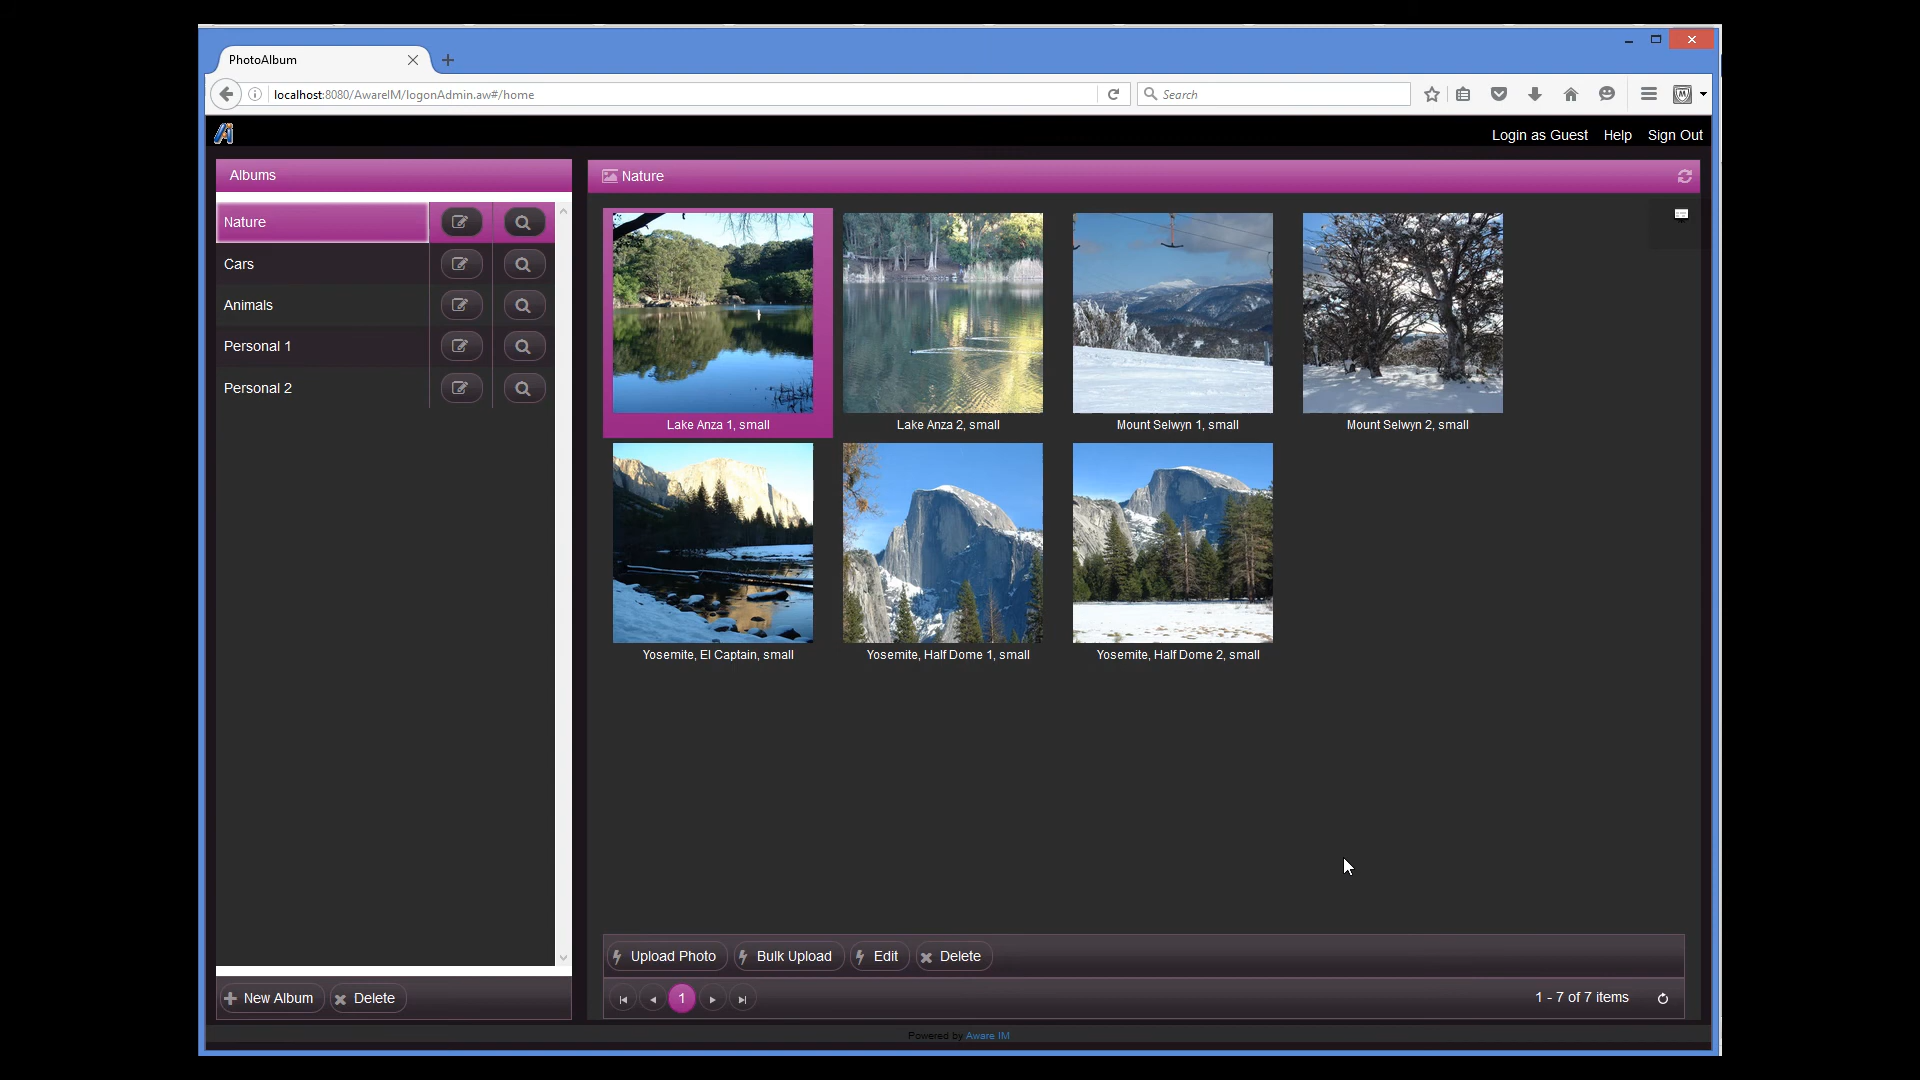 PhotoAlbum
localhost:8080/AwareIM/logonAdmin.aw#/home
Search
Login as Guest Help Sign Out
Albums
Nature
Nature
Cars
Animals
Personal 1
Personal 2
Lake Anza 1, small
Lake Anza 2, small
Mount Selwyn 1, small
Mount Selwyn 2, small
Yosemite, El Captain, small
Yosemite, Half Dome 1, small
Yosemite, Half Dome 2, small
Upload Photo Bulk Upload Edit Delete
New Album Delete
1
1 - 7 of 7 items
Powered by Aware IM